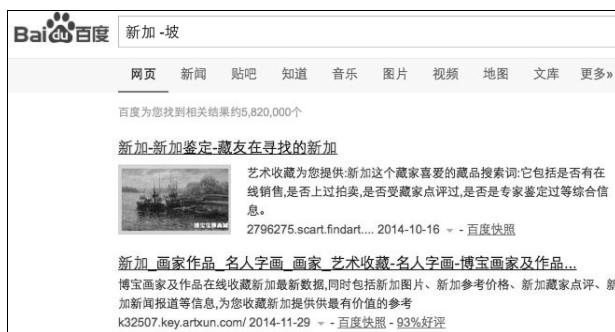 Baidu百度 新加 -坡
网页 新闻 贴吧 知道 音乐 图片 视频 地图 文库 更多»
百度为您找到相关结果约5,820,000个
新加-新加鉴定-藏友在寻找的新加
艺术收藏为您提供:新加这个藏家喜爱的藏品搜索词:它包括是否有在
线销售,是否上过拍卖,是否受藏家点评过,是否是专家鉴定过等综合信
息。
2796275.scart.findart.... 2014-10-16 - 百度快照
新加_画家作品_名人字画_画家_艺术收藏-名人字画-博宝画家及作品...
博宝画家及作品在线收藏新加最新数据,同时包括新加图片、新加参考价格、新加藏家点评、新
加新闻报道等信息,为您收藏新加提供供最有价值的参考
k32507.key.artxun.com/ 2014-11-29 - 百度快照 - 93%好评